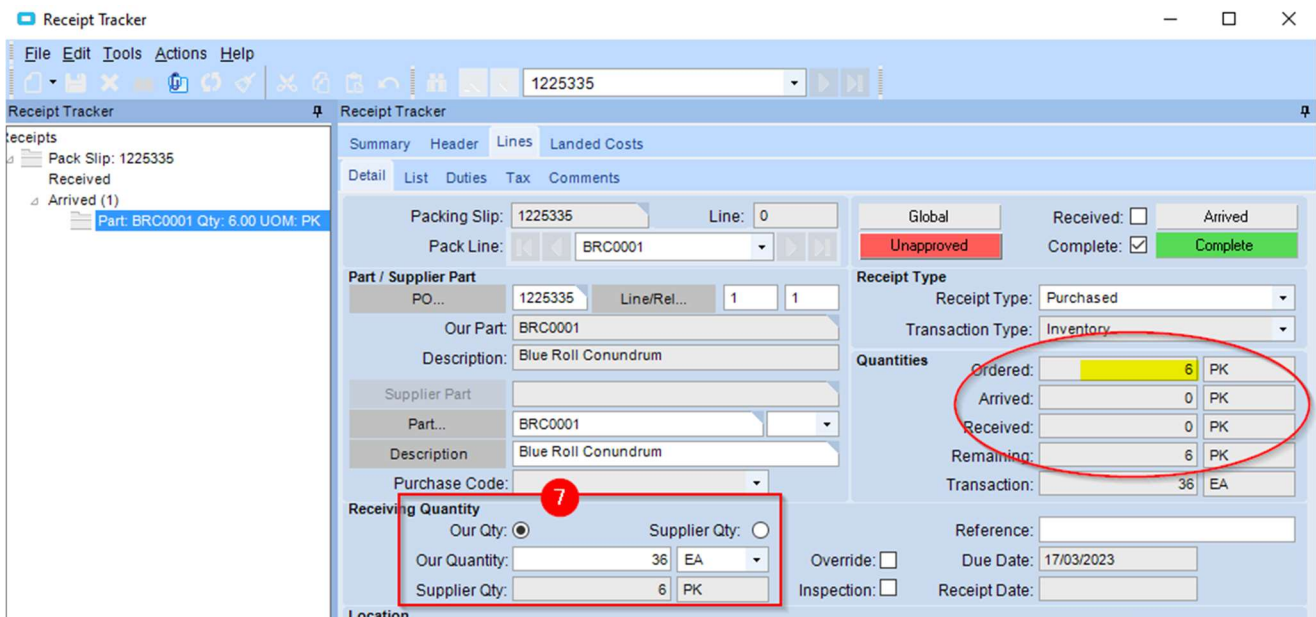 Receipt Tracker
File Edit Tools Actions Help
1225335
Receipt Tracker
Receipts
Pack Slip: 1225335
Received
Arrived (1)
Part: BRC0001 Qty: 6.00 UOM: PK
Receipt Tracker
Summary Header Lines Landed Costs
Detail List Duties Tax Comments
Packing Slip: 1225335 Line: 0
Pack Line: BRC0001
Global Received: Arrived
Unapproved Complete: Complete
Part / Supplier Part
PO... 1225335 Line/Rel... 1 1
Our Part: BRC0001
Description: Blue Roll Conundrum
Supplier Part
Part... BRC0001
Description Blue Roll Conundrum
Purchase Code:
Receipt Type
Receipt Type: Purchased
Transaction Type: Inventory
Quantities
Ordered: 6 PK
Arrived: 0 PK
Received: 0 PK
Remaining: 6 PK
Transaction: 36 EA
7
Receiving Quantity
Our Qty: Supplier Qty:
Our Quantity: 36 EA
Supplier Qty: 6 PK
Override:
Inspection:
Reference:
Due Date: 17/03/2023
Receipt Date:
Location